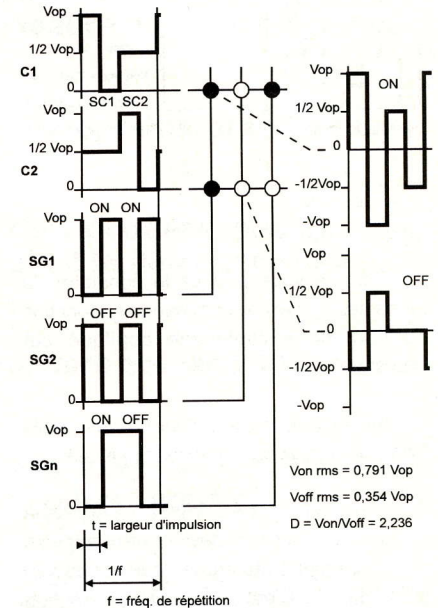 Vop
1/2 Vop
C1
0
SC1 SC2
Vop
1/2 Vop
C2
0
ON ON
Vop
SG1
0
OFF OFF
Vop
SG2
0
ON OFF
Vop
SGn
0
t = largeur d'impulsion
1/f
f = fréq. de répétition
Vop
ON
1/2 Vop
0
-1/2Vop
-Vop
Vop
OFF
1/2 Vop
0
-1/2Vop
-Vop
Von rms = 0,791 Vop
Voff rms = 0,354 Vop
D = Von/Voff = 2,236